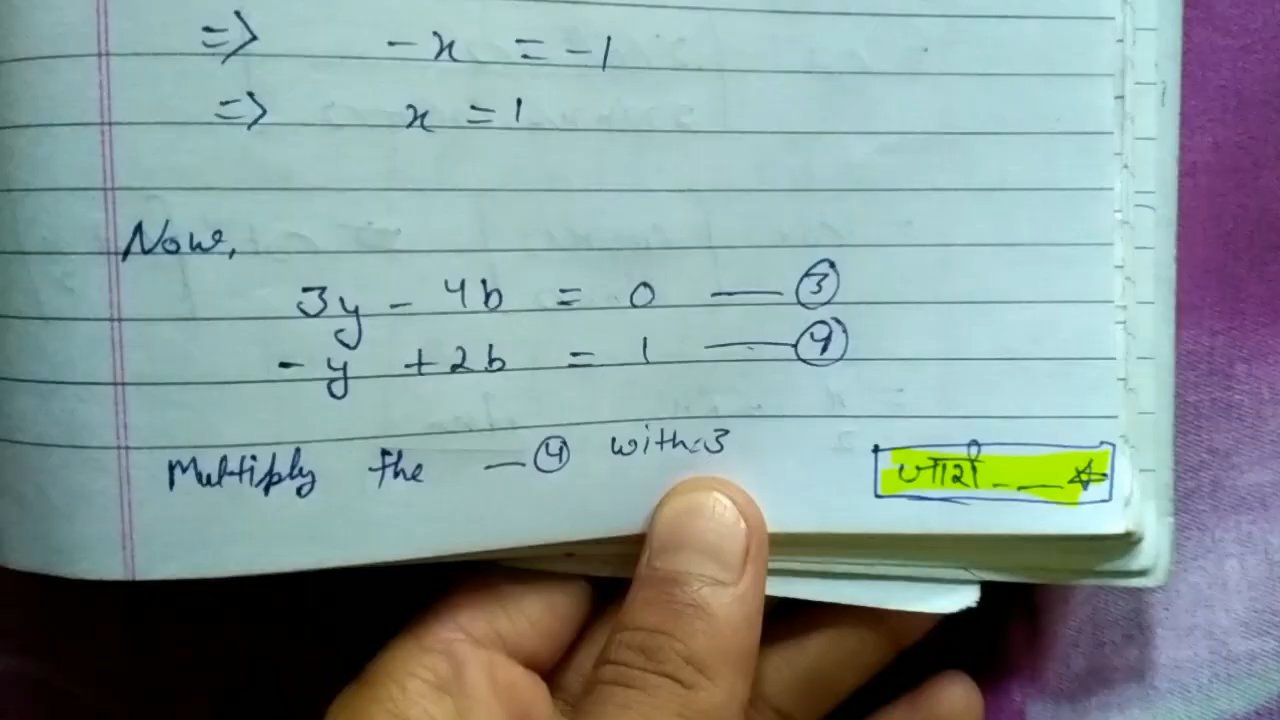 => -x = -1
=> x = 1
Now,
3y - 4b = 0 — ③
-y + 2b = 1 — ④
Multiply the — ④ with 3
जारी - — ☆